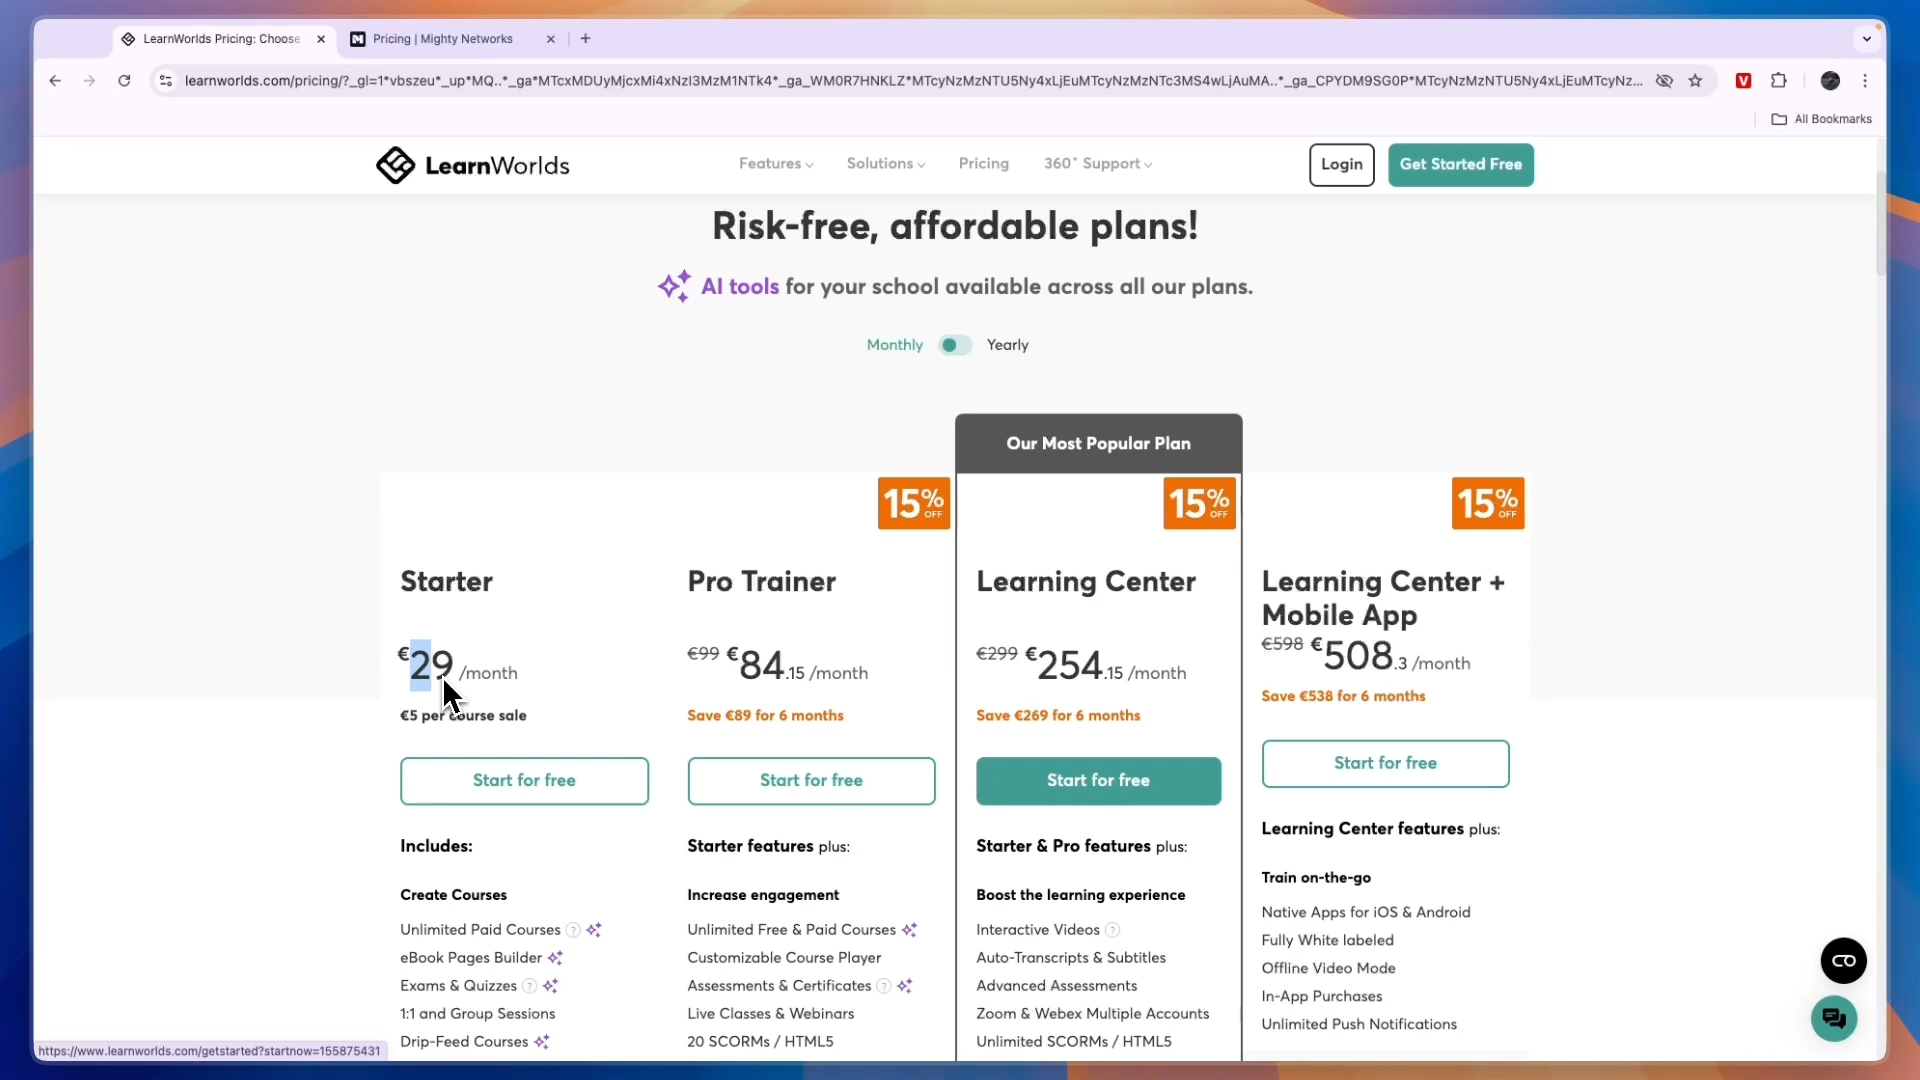 LearnWorlds Pricing: Choose
Pricing | Mighty Networks
learnworlds.com/pricing/?_gl=1*vbszeu*_up*MQ..*_ga*MTcxMDUyMjcxMi4xNzI3MzM1NTk4*_ga_WM0R7HNKLZ*MTcyNzMzNTU5Ny4xLjEuMTcyNzMzNTc3MS4wLjAuMA..*_ga_CPYDM9SG0P*MTcyNzMzNTU5Ny4xLjEuMTcyNz...
All Bookmarks
LearnWorlds
Features
Solutions
Pricing
360° Support
Login
Get Started Free
Risk-free, affordable plans!
AI tools for your school available across all our plans.
Monthly
Yearly
Our Most Popular Plan
15% OFF
15% OFF
15% OFF
Starter
€29 /month
€5 per course sale
Start for free
Includes:
Create Courses
Unlimited Paid Courses ?
eBook Pages Builder
Exams & Quizzes ?
1:1 and Group Sessions
Drip-Feed Courses
Pro Trainer
€99 €84.15 /month
Save €89 for 6 months
Start for free
Starter features plus:
Increase engagement
Unlimited Free & Paid Courses
Customizable Course Player
Assessments & Certificates ?
Live Classes & Webinars
20 SCORMs / HTML5
Learning Center
€299 €254.15 /month
Save €269 for 6 months
Start for free
Starter & Pro features plus:
Boost the learning experience
Interactive Videos ?
Auto-Transcripts & Subtitles
Advanced Assessments
Zoom & Webex Multiple Accounts
Unlimited SCORMs / HTML5
Learning Center +
Mobile App
€598 €508.3 /month
Save €538 for 6 months
Start for free
Learning Center features plus:
Train on-the-go
Native Apps for iOS & Android
Fully White labeled
Offline Video Mode
In-App Purchases
Unlimited Push Notifications
https://www.learnworlds.com/getstarted?startnow=155875431